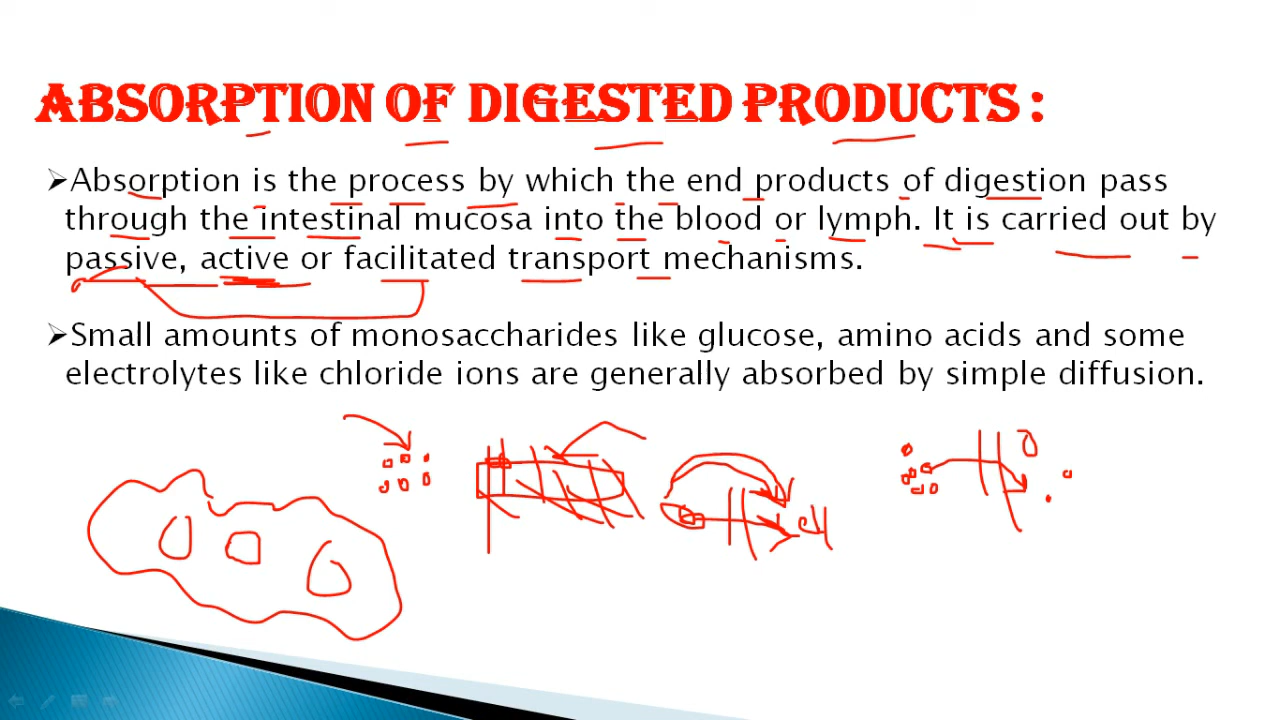 ABSORPTION OF DIGESTED PRODUCTS :
➢Absorption is the process by which the end products of digestion pass
through the intestinal mucosa into the blood or lymph. It is carried out by
passive, active or facilitated transport mechanisms.
➢Small amounts of monosaccharides like glucose, amino acids and some
electrolytes like chloride ions are generally absorbed by simple diffusion.